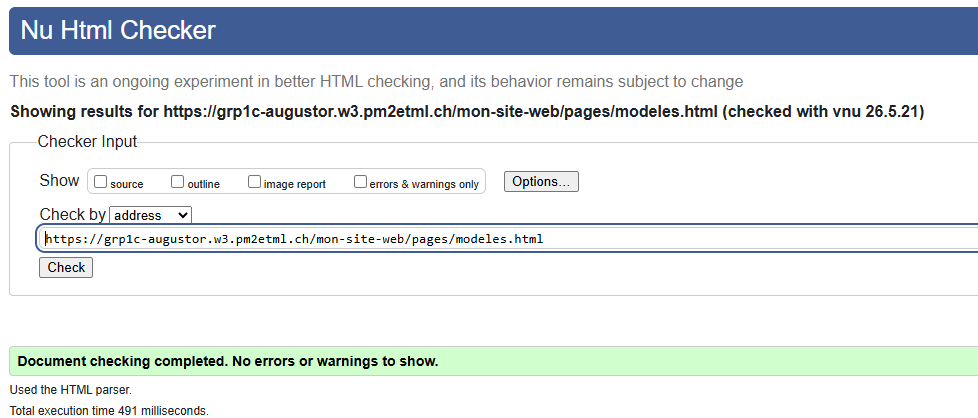 Nu Html Checker
This tool is an ongoing experiment in better HTML checking, and its behavior remains subject to change
Showing results for https://grp1c-augustor.w3.pm2etml.ch/mon-site-web/pages/modeles.html (checked with vnu 26.5.21)
Checker Input
Show source outline image report errors & warnings only Options...
Check by address
https://grp1c-augustor.w3.pm2etml.ch/mon-site-web/pages/modeles.html
Check
Document checking completed. No errors or warnings to show.
Used the HTML parser.
Total execution time 491 milliseconds.